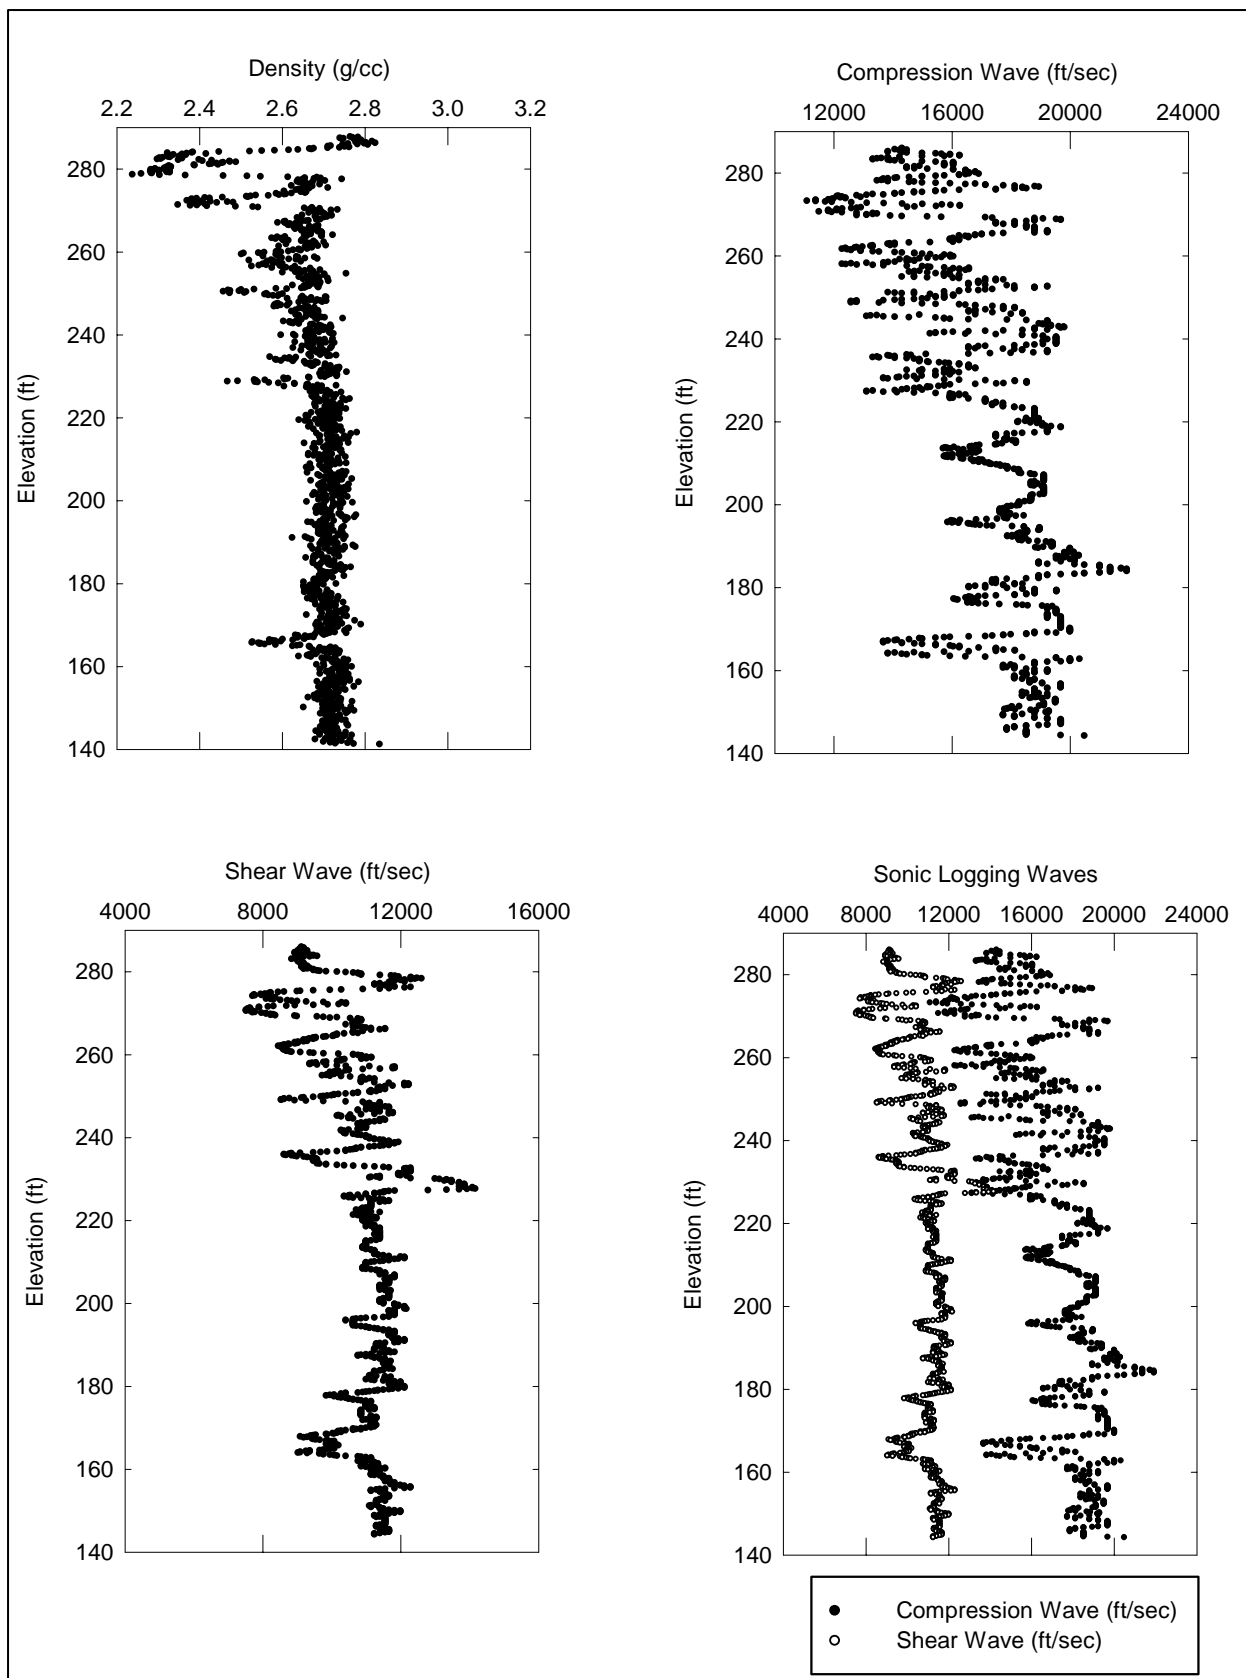 Density (g/cc)
2.2 2.4 2.6 2.8 3.0 3.2
Elevation (ft)
280
260
240
220
200
180
160
140
Compression Wave (ft/sec)
12000 16000 20000 24000
Elevation (ft)
280
260
240
220
200
180
160
140
Shear Wave (ft/sec)
4000 8000 12000 16000
Elevation (ft)
280
260
240
220
200
180
160
140
Sonic Logging Waves
4000 8000 12000 16000 20000 24000
Elevation (ft)
280
260
240
220
200
180
160
140
Compression Wave (ft/sec)
Shear Wave (ft/sec)